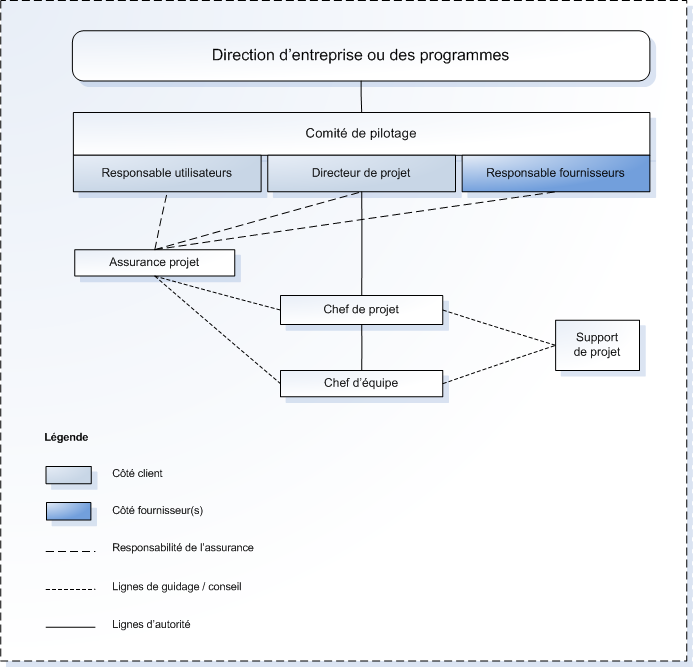 Direction d’entreprise ou des programmes
Comité de pilotage
Responsable utilisateurs
Directeur de projet
Responsable fournisseurs
Assurance projet
Chef de projet
Support
de projet
Chef d’équipe
Légende
Côté client
Côté fournisseur(s)
Responsabilité de l’assurance
Lignes de guidage / conseil
Lignes d’autorité